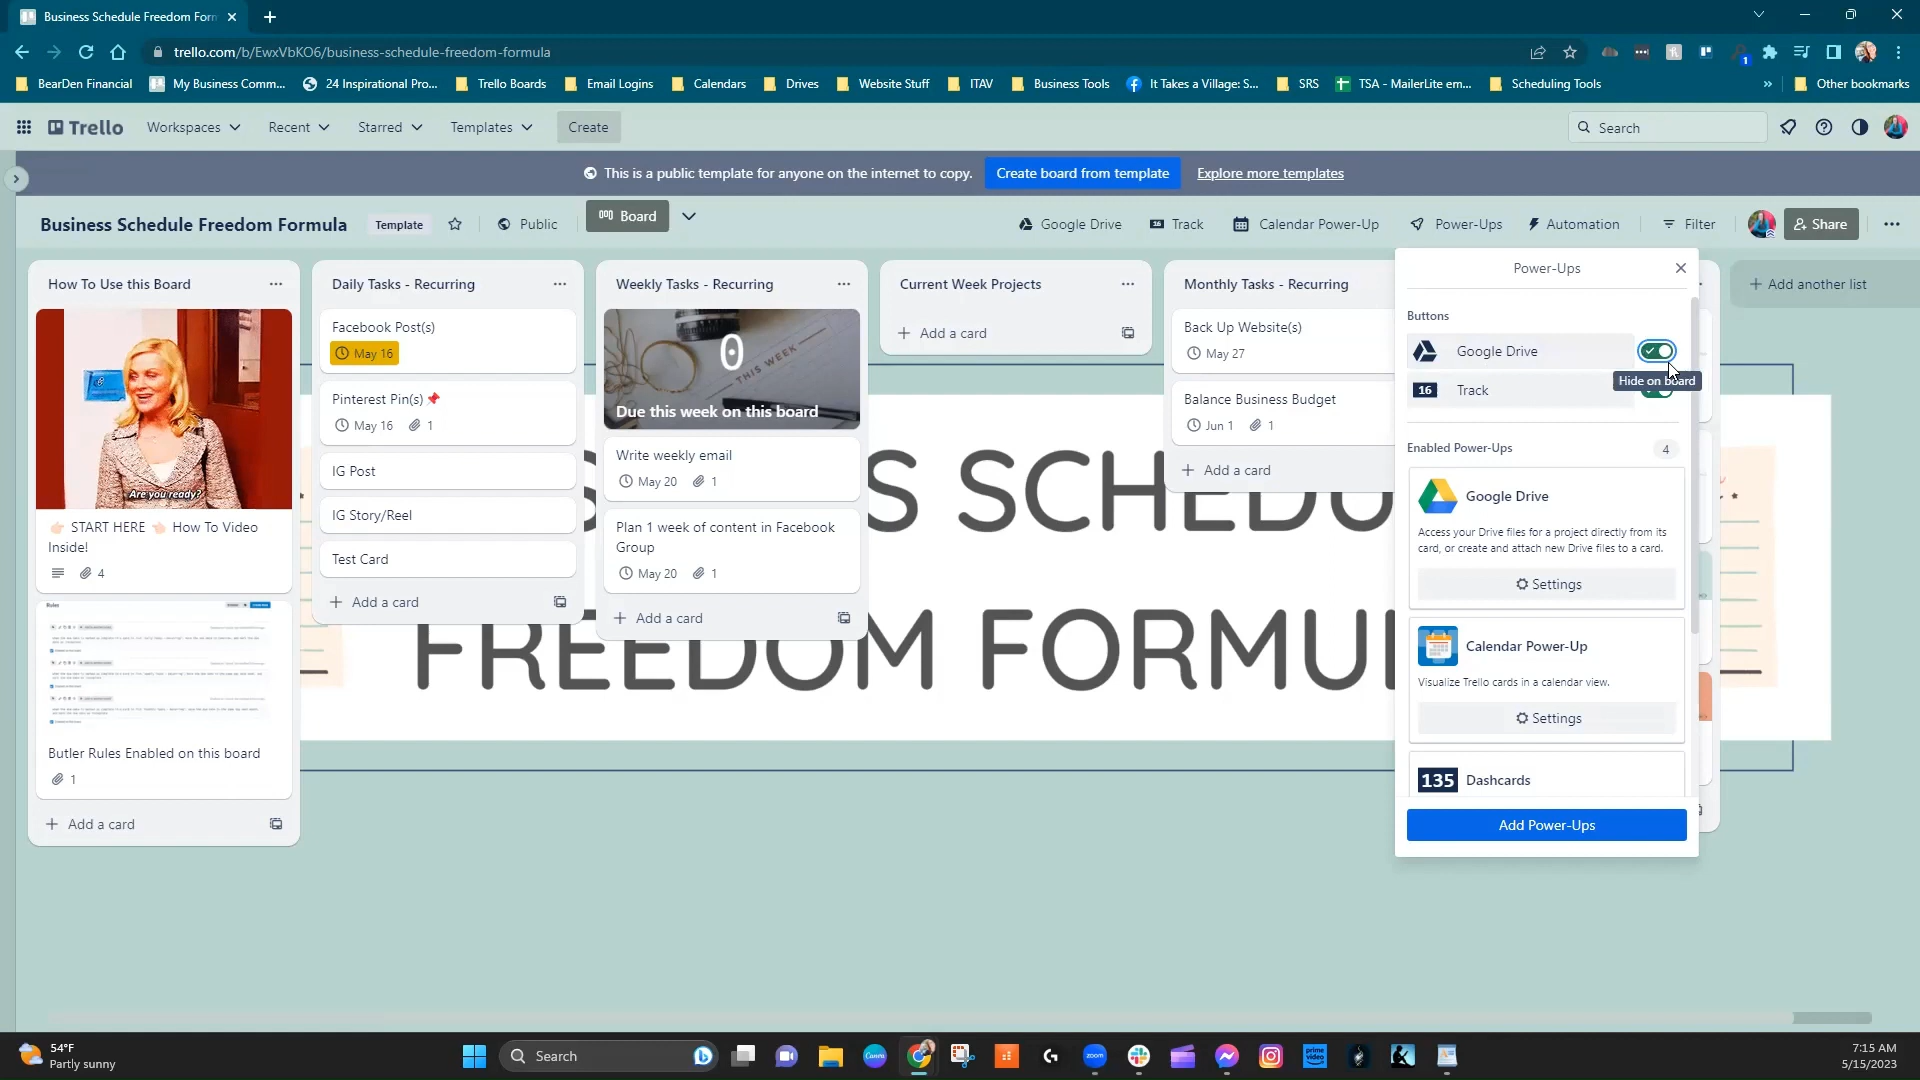 Business Schedule Freedom Forn
trello.com/b/EwxVbKO6/business-schedule-freedom-formula
1
BearDen Financial
My Business Comm...
24 Inspirational Pro...
Trello Boards
Email Logins
Calendars
Drives
Website Stuff
ITAV
Business Tools
It Takes a Village: S...
SRS
TSA - MailerLite em...
Scheduling Tools
»
Other bookmarks
Trello
Workspaces
Recent
Starred
Templates
Create
Search
This is a public template for anyone on the internet to copy.
Create board from template
Explore more templates
Business Schedule Freedom Formula
Template
Public
Board
Google Drive
Track
Calendar Power-Up
Power-Ups
Automation
Filter
Share
How To Use this Board
Are you ready?
👉🏻 START HERE 👈🏻 How To Video
Inside!
4
Rules
Butler Rules Enabled on this board
1
+ Add a card
Daily Tasks - Recurring
Facebook Post(s)
May 16
Pinterest Pin(s) 📌
May 16
1
IG Post
IG Story/Reel
Test Card
+ Add a card
Weekly Tasks - Recurring
0
THIS WEEK
Due this week on this board
Write weekly email
May 20
1
Plan 1 week of content in Facebook
Group
May 20
1
+ Add a card
Current Week Projects
+ Add a card
Monthly Tasks - Recurring
Back Up Website(s)
May 27
Balance Business Budget
Jun 1
1
+ Add a card
+ Add another list
S SCHEDU
FREEDOM FORMUL
Power-Ups
Buttons
Google Drive
Hide on board
16
Track
Enabled Power-Ups
4
Google Drive
Access your Drive files for a project directly from its
card, or create and attach new Drive files to a card.
Settings
Calendar Power-Up
Visualize Trello cards in a calendar view.
Settings
135
Dashcards
Add Power-Ups
54°F
Partly sunny
Search
Canva
zoom
prime video
7:15 AM
5/15/2023